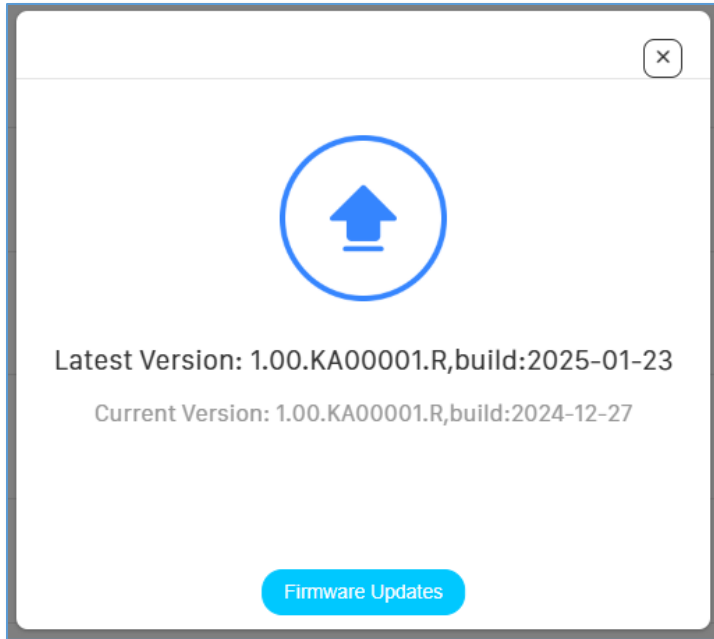 Latest Version: 1.00.KA00001.R,build:2025-01-23
Current Version: 1.00.KA00001.R,build:2024-12-27
Firmware Updates